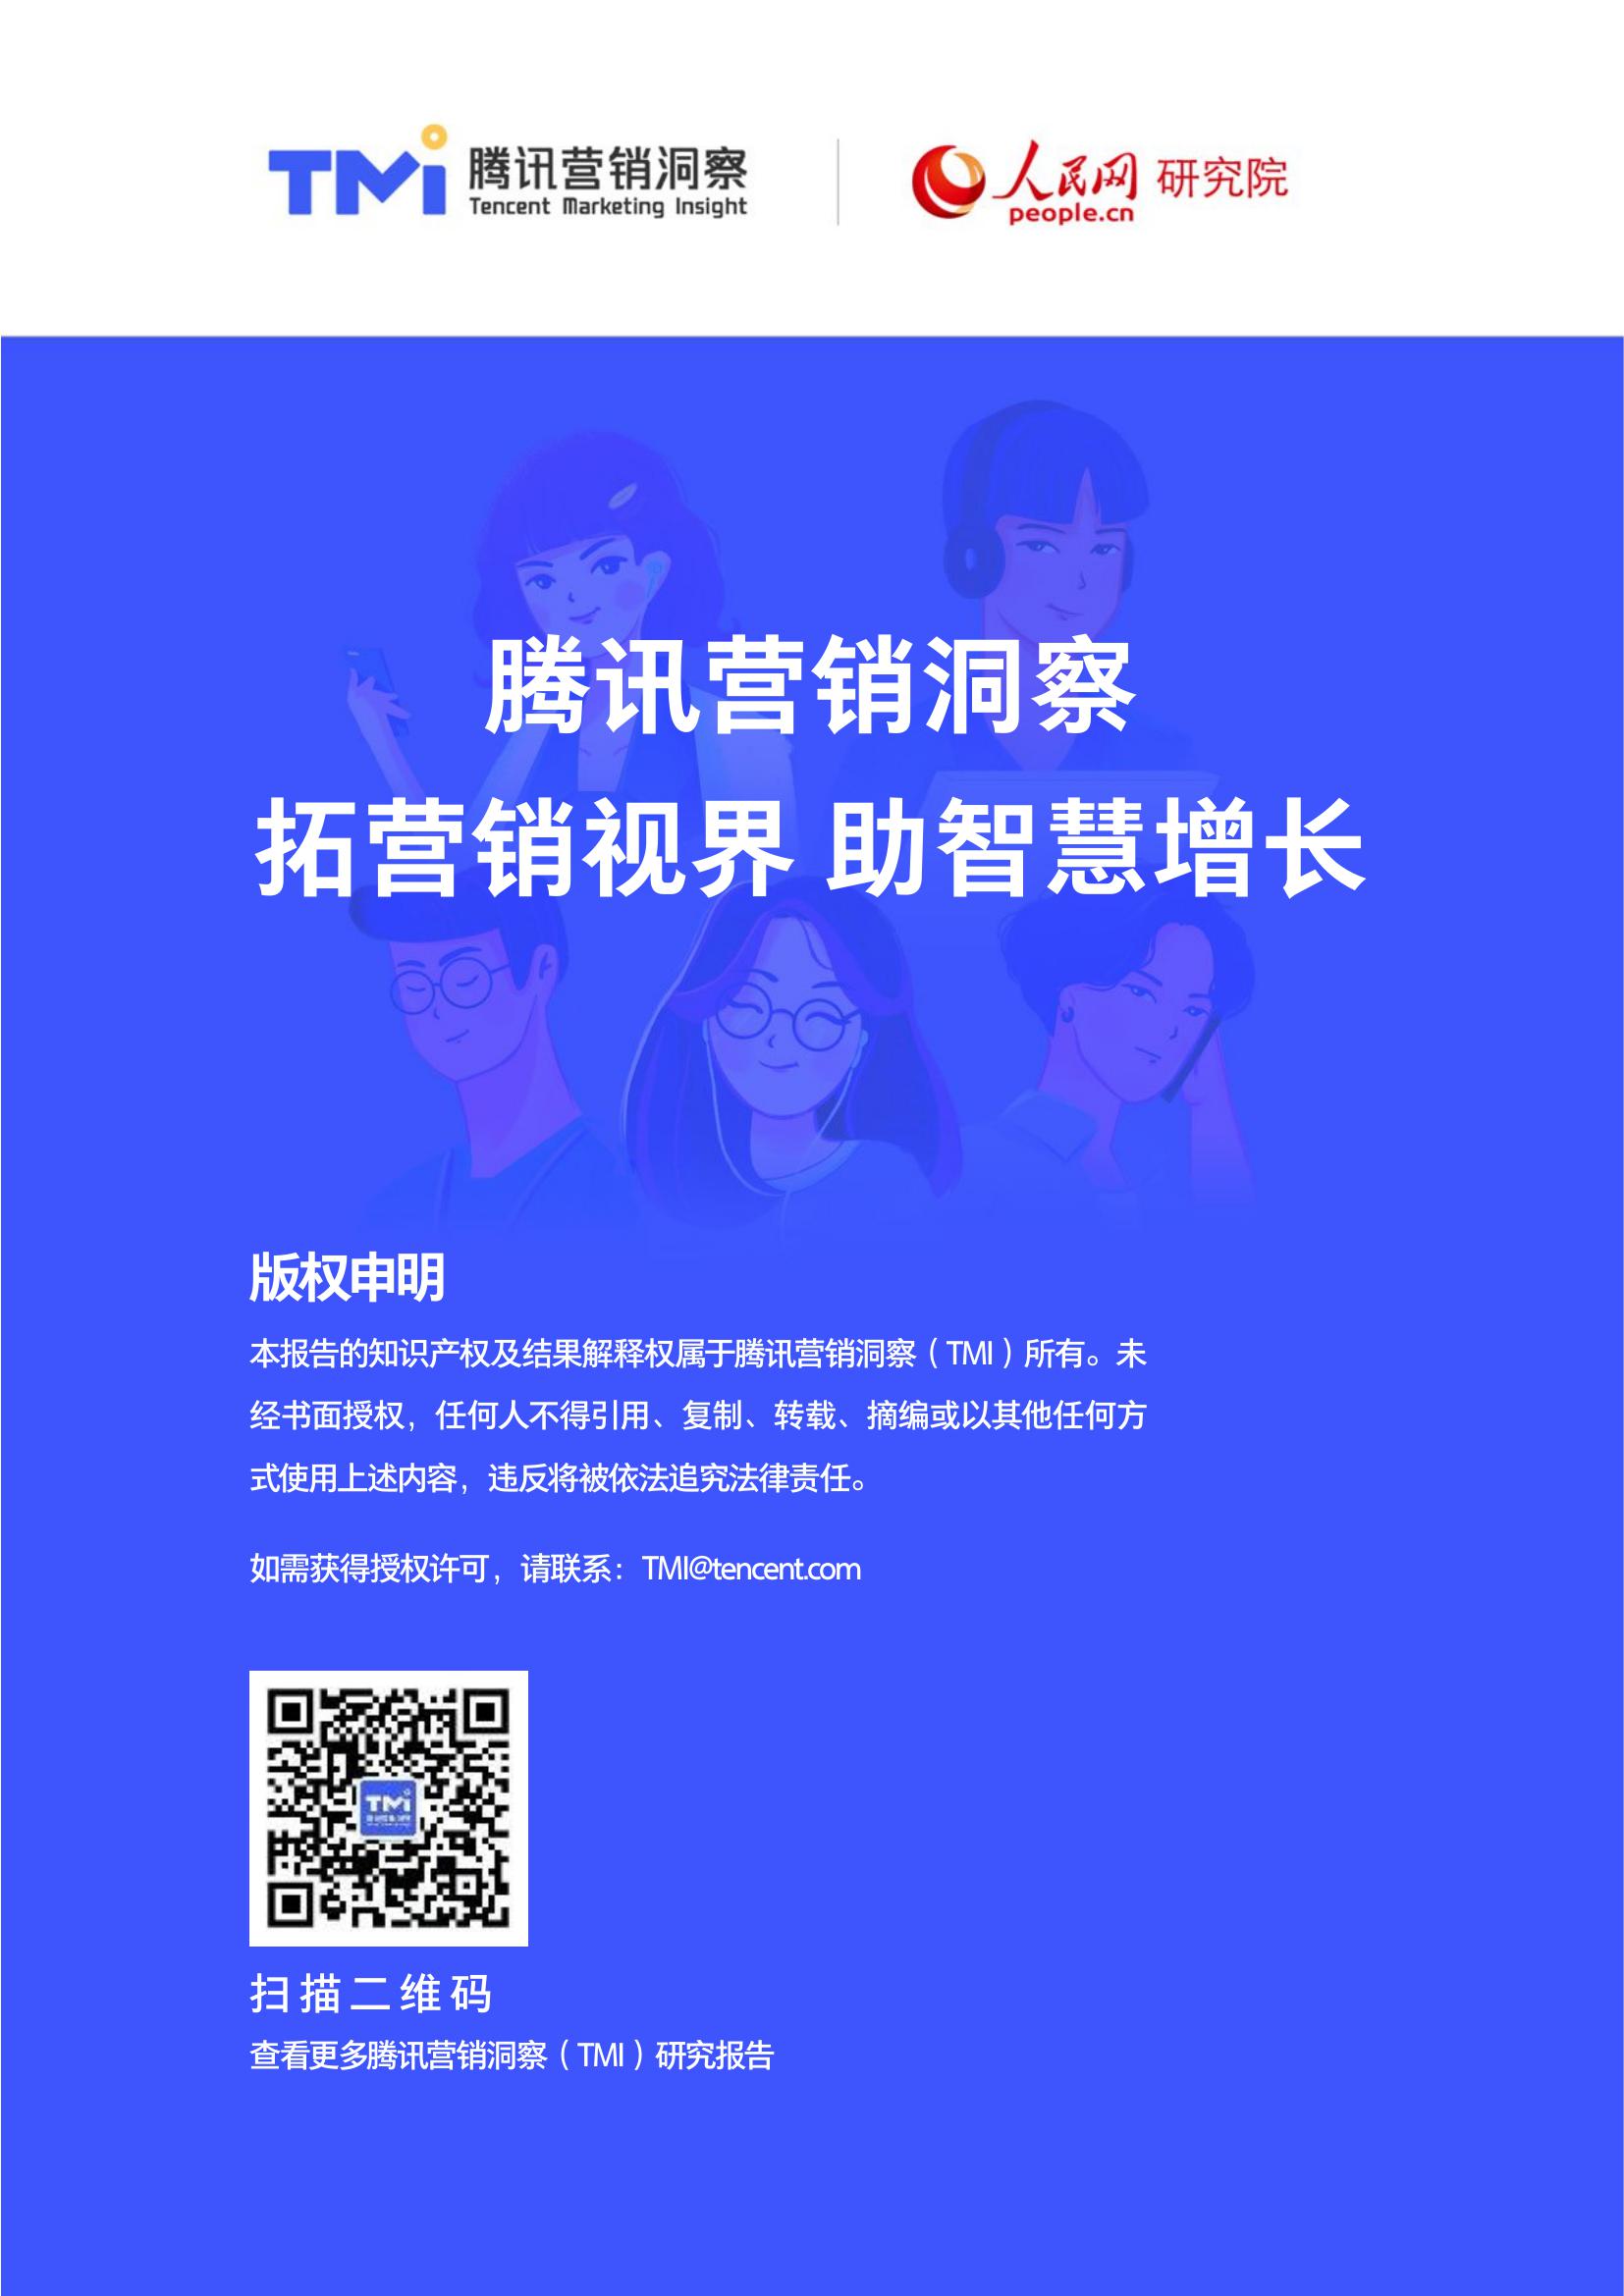 TMI 腾讯营销洞察
Tencent Marketing Insight
人民网 研究院
people.cn
腾讯营销洞察
拓营销视界 助智慧增长
版权申明
本报告的知识产权及结果解释权属于腾讯营销洞察（TMI）所有。未
经书面授权，任何人不得引用、复制、转载、摘编或以其他任何方
式使用上述内容，违反将被依法追究法律责任。
如需获得授权许可，请联系：TMI@tencent.com
TMI
扫描二维码
查看更多腾讯营销洞察（TMI）研究报告